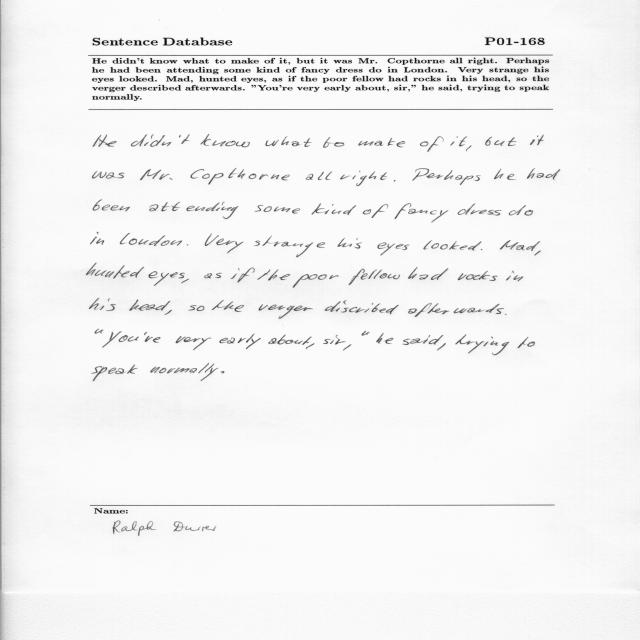 Sentence Database P01-168
He didn't know what to make of it, but it was Mr. Copthorne all right. Perhaps
he had been attending some kind of fancy dress do in London. Very strange his
eyes looked. Mad, hunted eyes, as if the poor fellow had rocks in his head, so the
verger described afterwards. "You're very early about, sir," he said, trying to speak
normally.
He didn't know what to make of it, but it
was Mr. Copthorne all right. Perhaps he had
been attending some kind of fancy dress do
in London. Very strange his eyes looked. Mad,
hunted eyes, as if the poor fellow had rocks in
his head, so the verger discribed afterwards.
"You're very early about, sir," he said, trying to
speak normally.
Name:
Ralph